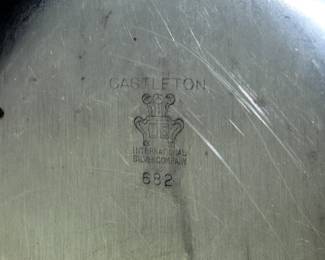 CASTLETON
INTERNATIONAL
SILVER COMPANY
682